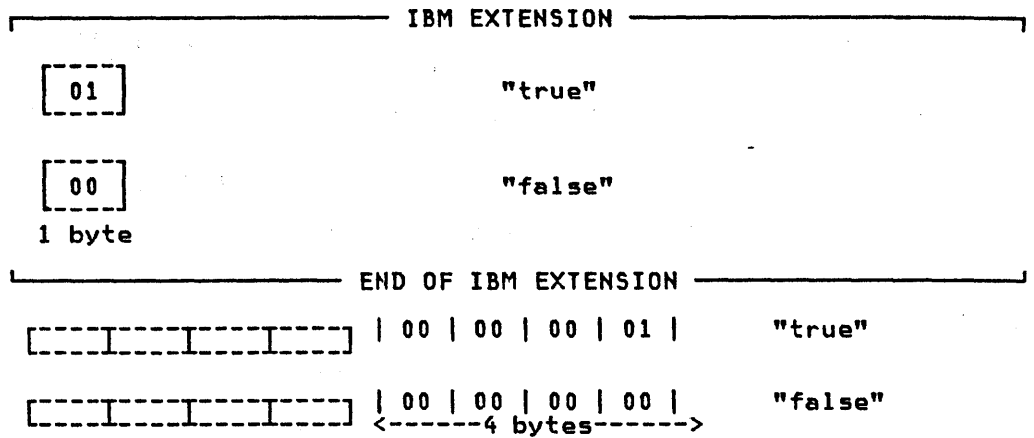 IBM EXTENSION
01 "true"
00 "false"
1 byte
END OF IBM EXTENSION
| 00 | 00 | 00 | 01 | "true"
| 00 | 00 | 00 | 00 | "false"
<------4 bytes------>